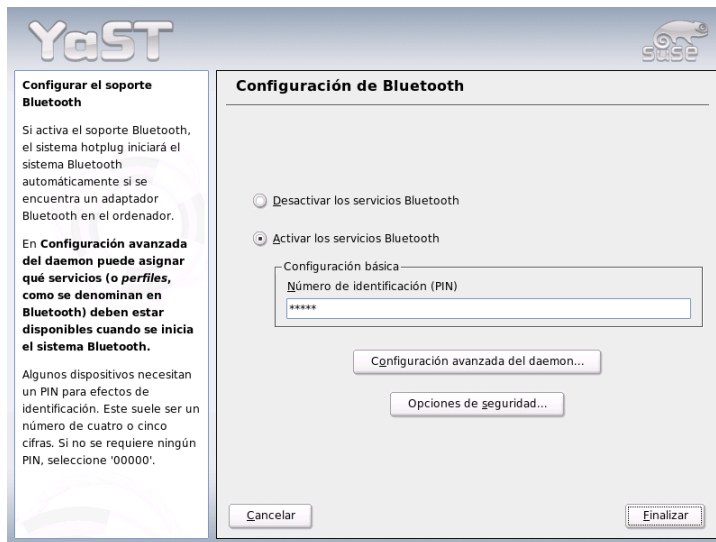 YaST
SUSE
Configurar el soporte
Bluetooth
Si activa el soporte Bluetooth,
el sistema hotplug iniciará el
sistema Bluetooth
automáticamente si se
encuentra un adaptador
Bluetooth en el ordenador.
En Configuración avanzada
del daemon puede asignar
qué servicios (o perfiles,
como se denominan en
Bluetooth) deben estar
disponibles cuando se inicia
el sistema Bluetooth.
Algunos dispositivos necesitan
un PIN para efectos de
identificación. Este suele ser un
número de cuatro o cinco
cifras. Si no se requiere ningún
PIN, seleccione '00000'.
Configuración de Bluetooth
Desactivar los servicios Bluetooth
Activar los servicios Bluetooth
Configuración básica
Número de identificación (PIN)
*****
Configuración avanzada del daemon...
Opciones de seguridad...
Cancelar
Finalizar